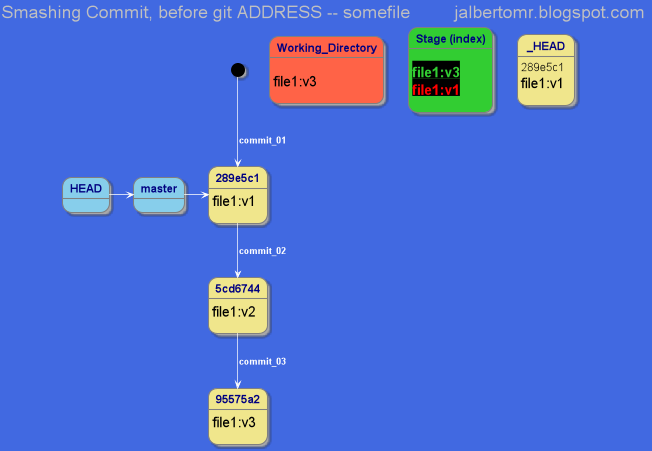 Smashing Commit, before git ADDRESS -- somefile jalbertomr.blogspot.com
Working_Directory
file1:v3
Stage (index)
file1:v3
file1:v1
_HEAD
289e5c1
file1:v1
commit_01
HEAD
master
289e5c1
file1:v1
commit_02
5cd6744
file1:v2
commit_03
95575a2
file1:v3